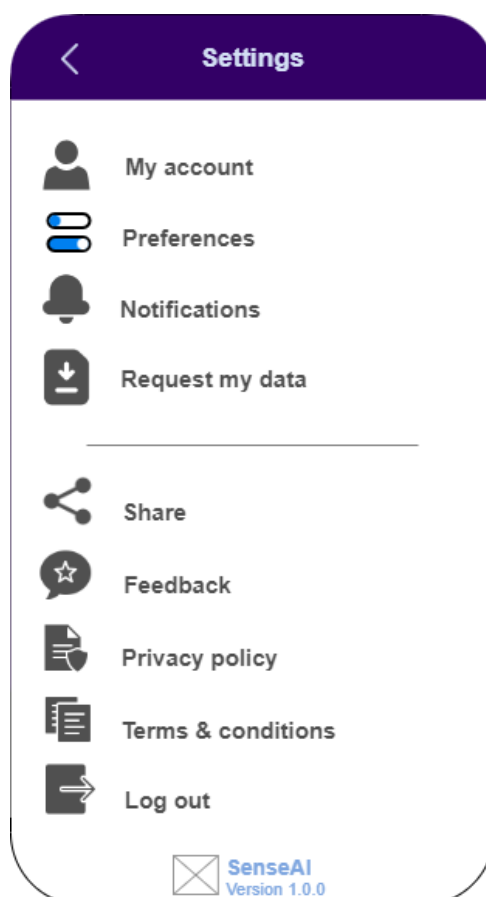 Settings
My account
Preferences
Notifications
Request my data
Share
Feedback
Privacy policy
Terms & conditions
Log out
SenseAI
Version 1.0.0